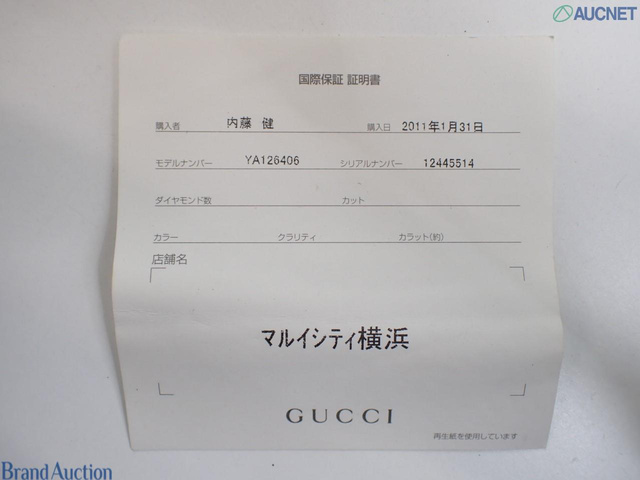 AUCNET
国際保証 証明書
購入者 内藤 健 購入日 2011年1月31日
モデルナンバー YA126406 シリアルナンバー 12445514
ダイヤモンド数 カット
カラー クラリティ カラット(約)
店舗名
マルイシティ横浜
GUCCI
再生紙を使用しています
Brand Auction